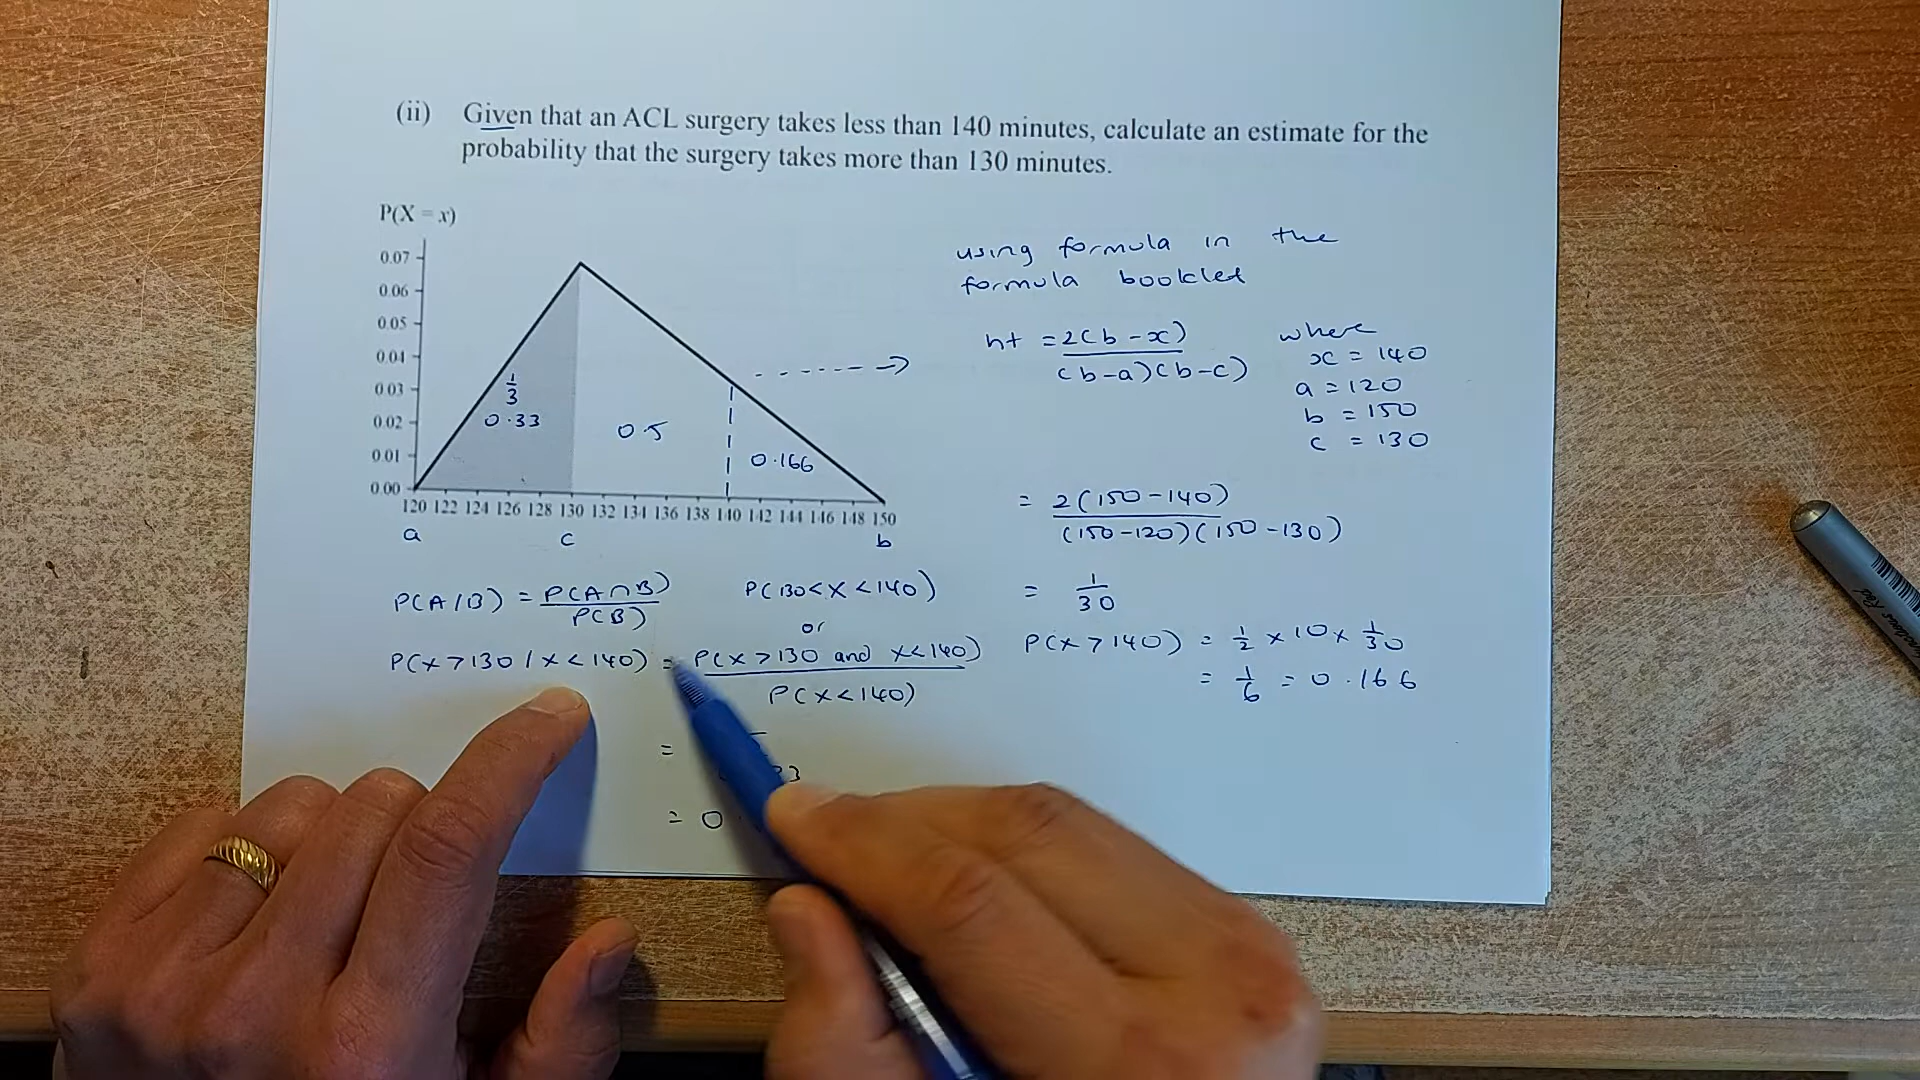 (ii) Given that an ACL surgery takes less than 140 minutes, calculate an estimate for the
probability that the surgery takes more than 130 minutes.
P(X = x)
0.07
0.06
0.05
0.04
0.03
0.02
0.01
0.00
1/3
0.33
0.5
0.166
120 122 124 126 128 130 132 134 136 138 140 142 144 146 148 150
a c b
using formula in the
formula booklet
ht = 2(b-x)/(b-a)(b-c)
where
x = 140
a = 120
b = 150
c = 130
= 2(150-140)/(150-120)(150-130)
= 1/30
P(x>140) = 1/2 × 10 × 1/30
= 1/6 = 0.166
P(A/B) = P(A∩B)/P(B)
P(130<x<140)
or
P(x>130/x<140) = P(x>130 and x<140)/P(x<140)
=
3
= 0